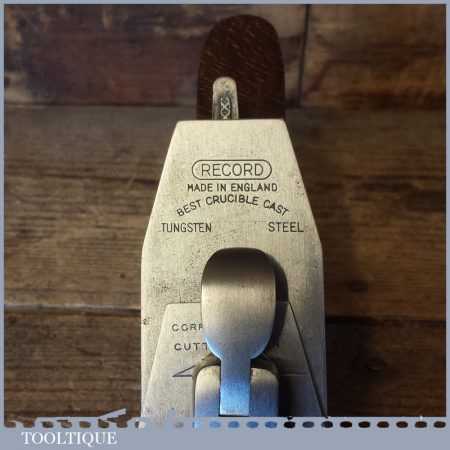 RECORD
MADE IN ENGLAND
BEST CRUCIBLE CAST
TUNGSTEN STEEL
TOOLTIQUE